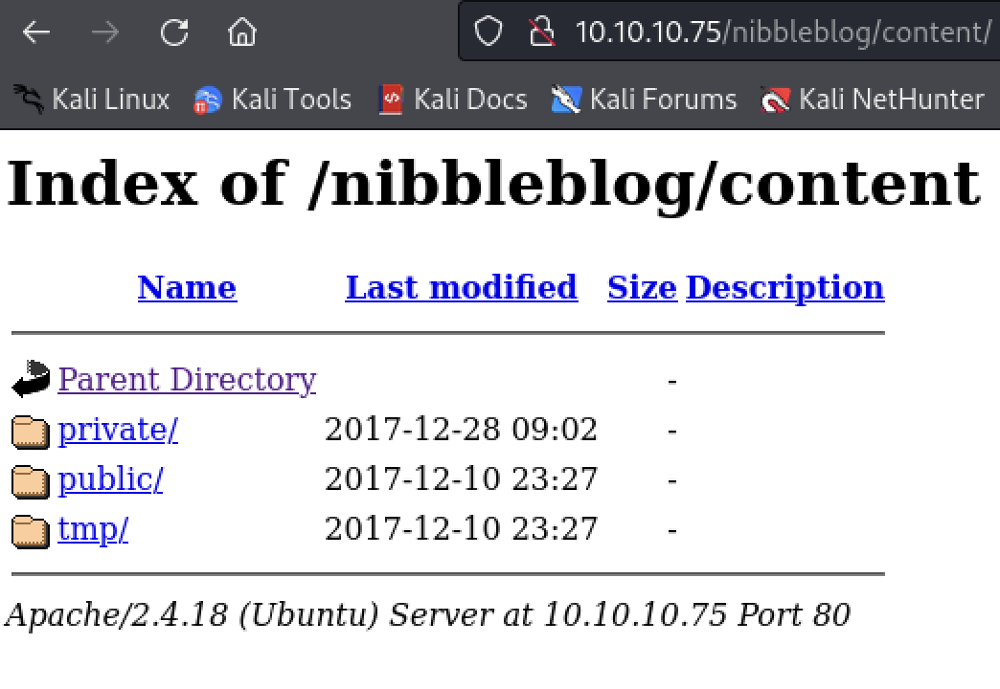 10.10.10.75/nibbleblog/content/
Kali Linux Kali Tools Kali Docs Kali Forums Kali NetHunter
Index of /nibbleblog/content
Name Last modified Size Description
Parent Directory -
private/ 2017-12-28 09:02 -
public/ 2017-12-10 23:27 -
tmp/ 2017-12-10 23:27 -
Apache/2.4.18 (Ubuntu) Server at 10.10.10.75 Port 80